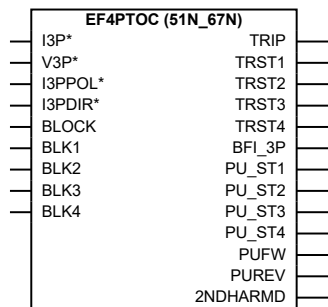 EF4PTOC (51N_67N)
I3P* TRIP
V3P* TRST1
I3PPOL* TRST2
I3PDIR* TRST3
BLOCK TRST4
BLK1 BFI_3P
BLK2 PU_ST1
BLK3 PU_ST2
BLK4 PU_ST3
PU_ST4
PUFW
PUREV
2NDHARMD